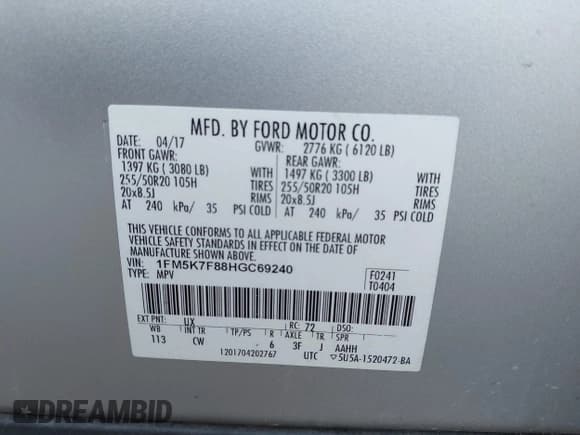 MFD. BY FORD MOTOR CO.
DATE: 04/17 GVWR: 2776 KG ( 6120 LB)
FRONT GAWR: REAR GAWR:
1397 KG ( 3080 LB) WITH 1497 KG ( 3300 LB) WITH
255/50R20 105H TIRES 255/50R20 105H TIRES
20x8.5J RIMS 20x8.5J RIMS
AT 240 kPa/ 35 PSI COLD AT 240 kPa/ 35 PSI COLD
THIS VEHICLE CONFORMS TO ALL APPLICABLE FEDERAL MOTOR
VEHICLE SAFETY STANDARDS IN EFFECT ON THE DATE OF
MANUFACTURE SHOWN ABOVE.
VIN: 1FM5K7F88HGC69240
TYPE: MPV
F0241
T0404
EXT PNT: UX RC: 72 DSO:
WB INT TR TP/PS R AXLE TR SPR
113 CW 6 3F J AAHH
1201704202767 UTC ▽5U5A-1520472-BA
DREAMBID